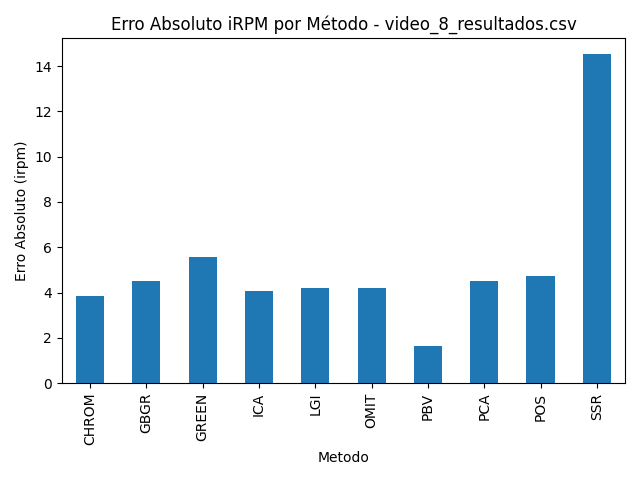 Erro Absoluto iRPM por Método - video_8_resultados.csv
Erro Absoluto (irpm)
14
12
10
8
6
4
2
0
CHROM
GBGR
GREEN
ICA
LGI
OMIT
PBV
PCA
POS
SSR
Metodo